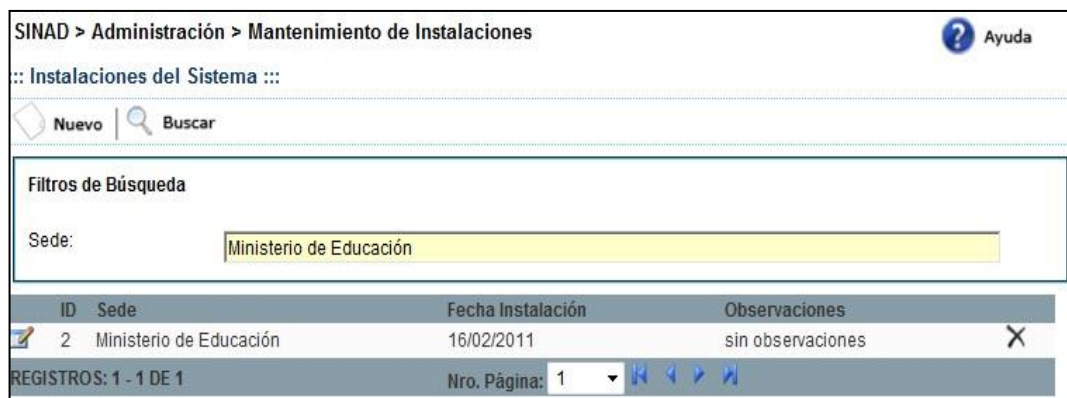 SINAD > Administración > Mantenimiento de Instalaciones
Ayuda
::: Instalaciones del Sistema :::
Nuevo Buscar
Filtros de Búsqueda
Sede: Ministerio de Educación
ID Sede Fecha Instalación Observaciones
2 Ministerio de Educación 16/02/2011 sin observaciones
REGISTROS: 1 - 1 DE 1 Nro. Página: 1